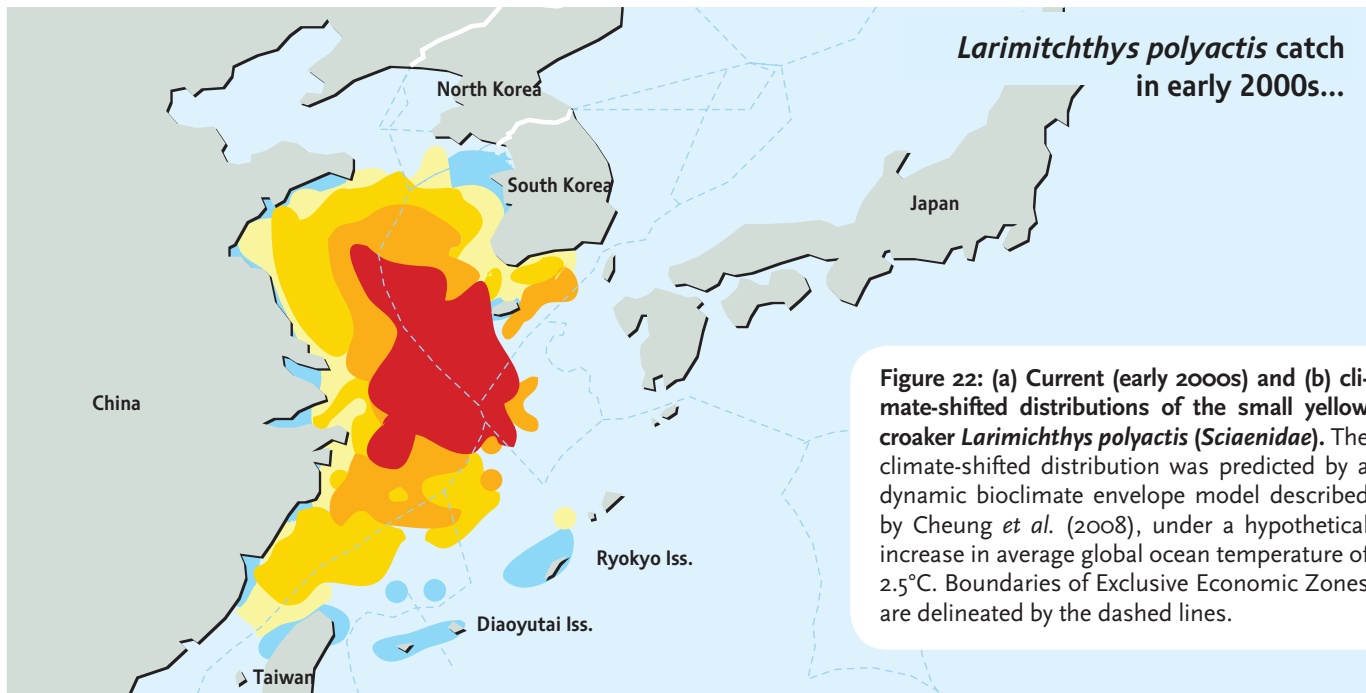 Larimitchthys polyactis catch
in early 2000s...
North Korea
South Korea
Japan
China
Ryokyo Iss.
Diaoyutai Iss.
Taiwan
Figure 22: (a) Current (early 2000s) and (b) cli-
mate-shifted distributions of the small yellow
croaker Larimichthys polyactis (Sciaenidae). The
climate-shifted distribution was predicted by a
dynamic bioclimate envelope model described
by Cheung et al. (2008), under a hypothetical
increase in average global ocean temperature of
2.5°C. Boundaries of Exclusive Economic Zones
are delineated by the dashed lines.